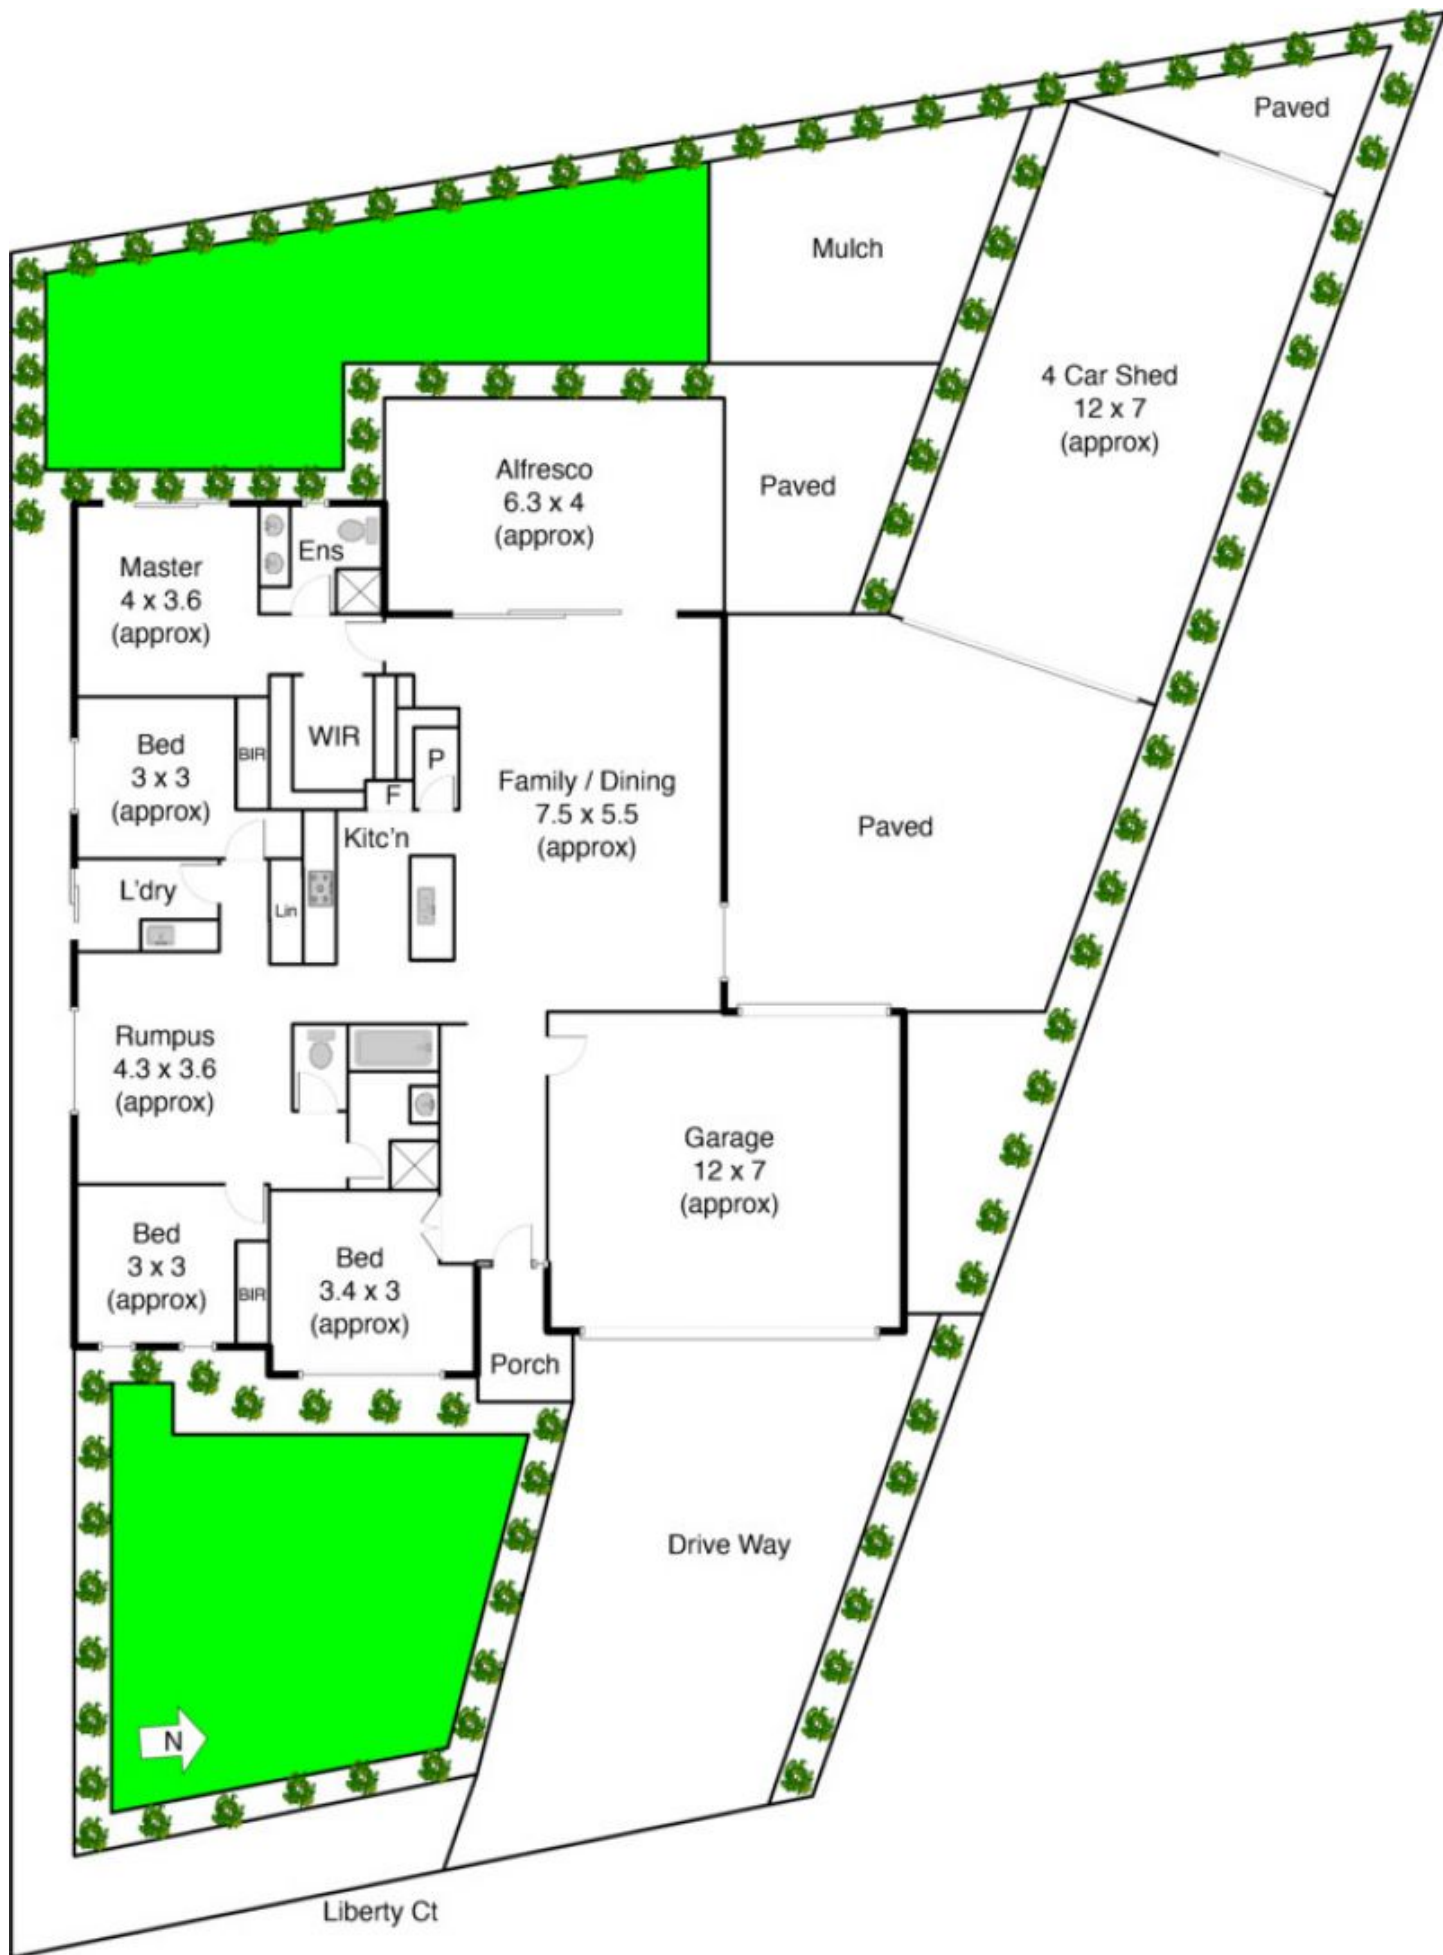 Paved
Mulch
4 Car Shed
12 x 7
(approx)
Alfresco
6.3 x 4
(approx)
Paved
Ens
Master
4 x 3.6
(approx)
WIR
Bed
3 x 3
(approx)
BIR
P
F
Family / Dining
7.5 x 5.5
(approx)
Paved
Kitc'n
L'dry
Lin
Rumpus
4.3 x 3.6
(approx)
Garage
12 x 7
(approx)
Bed
3 x 3
(approx)
BIR
Bed
3.4 x 3
(approx)
Porch
Drive Way
N
Liberty Ct